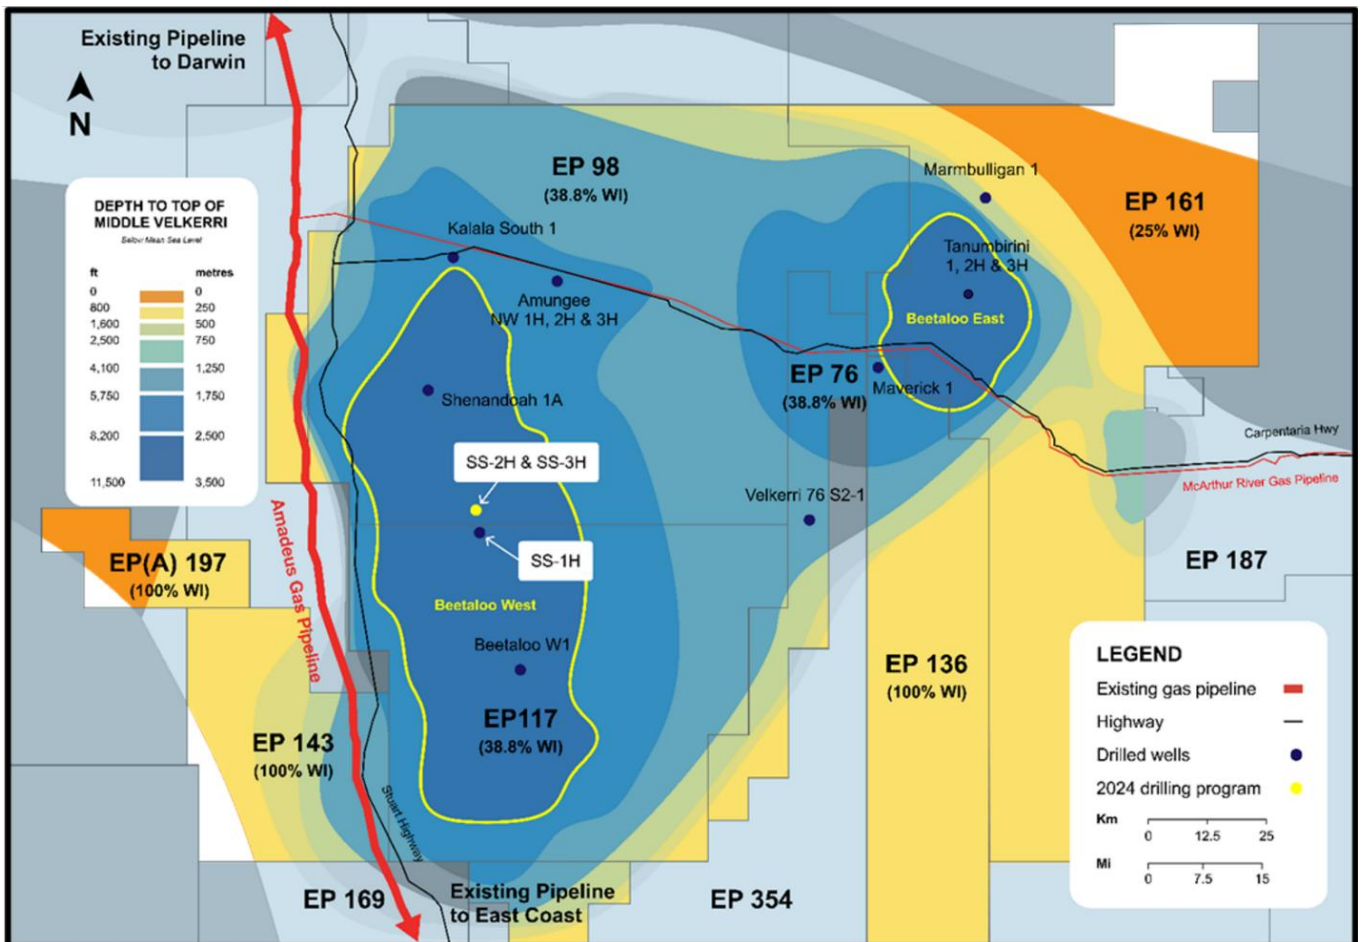 Existing Pipeline
to Darwin
N
EP 98
(38.8% WI)
Marmbulligan 1
EP 161
(25% WI)
DEPTH TO TOP OF
MIDDLE VELKERRI
Below Mean Sea Level
ft metres
0 0
800 250
1,600 500
2,500 750
4,100 1,250
5,750 1,750
8,200 2,500
11,500 3,500
Kalala South 1
Tanumbirini
1, 2H & 3H
Amungee
NW 1H, 2H & 3H
Beetaloo East
EP 76
(38.8% WI)
Maverick 1
Shenandoah 1A
Carpentaria Hwy
SS-2H & SS-3H
McArthur River Gas Pipeline
Velkerri 76 S2-1
Amadeus Gas Pipeline
SS-1H
EP(A) 197
(100% WI)
EP 187
Beetaloo West
Beetaloo W1
EP 136
(100% WI)
EP117
(38.8% WI)
EP 143
(100% WI)
Stuart Highway
LEGEND
Existing gas pipeline
Highway
Drilled wells
2024 drilling program
Km
0 12.5 25
Mi
0 7.5 15
EP 169
Existing Pipeline
to East Coast
EP 354